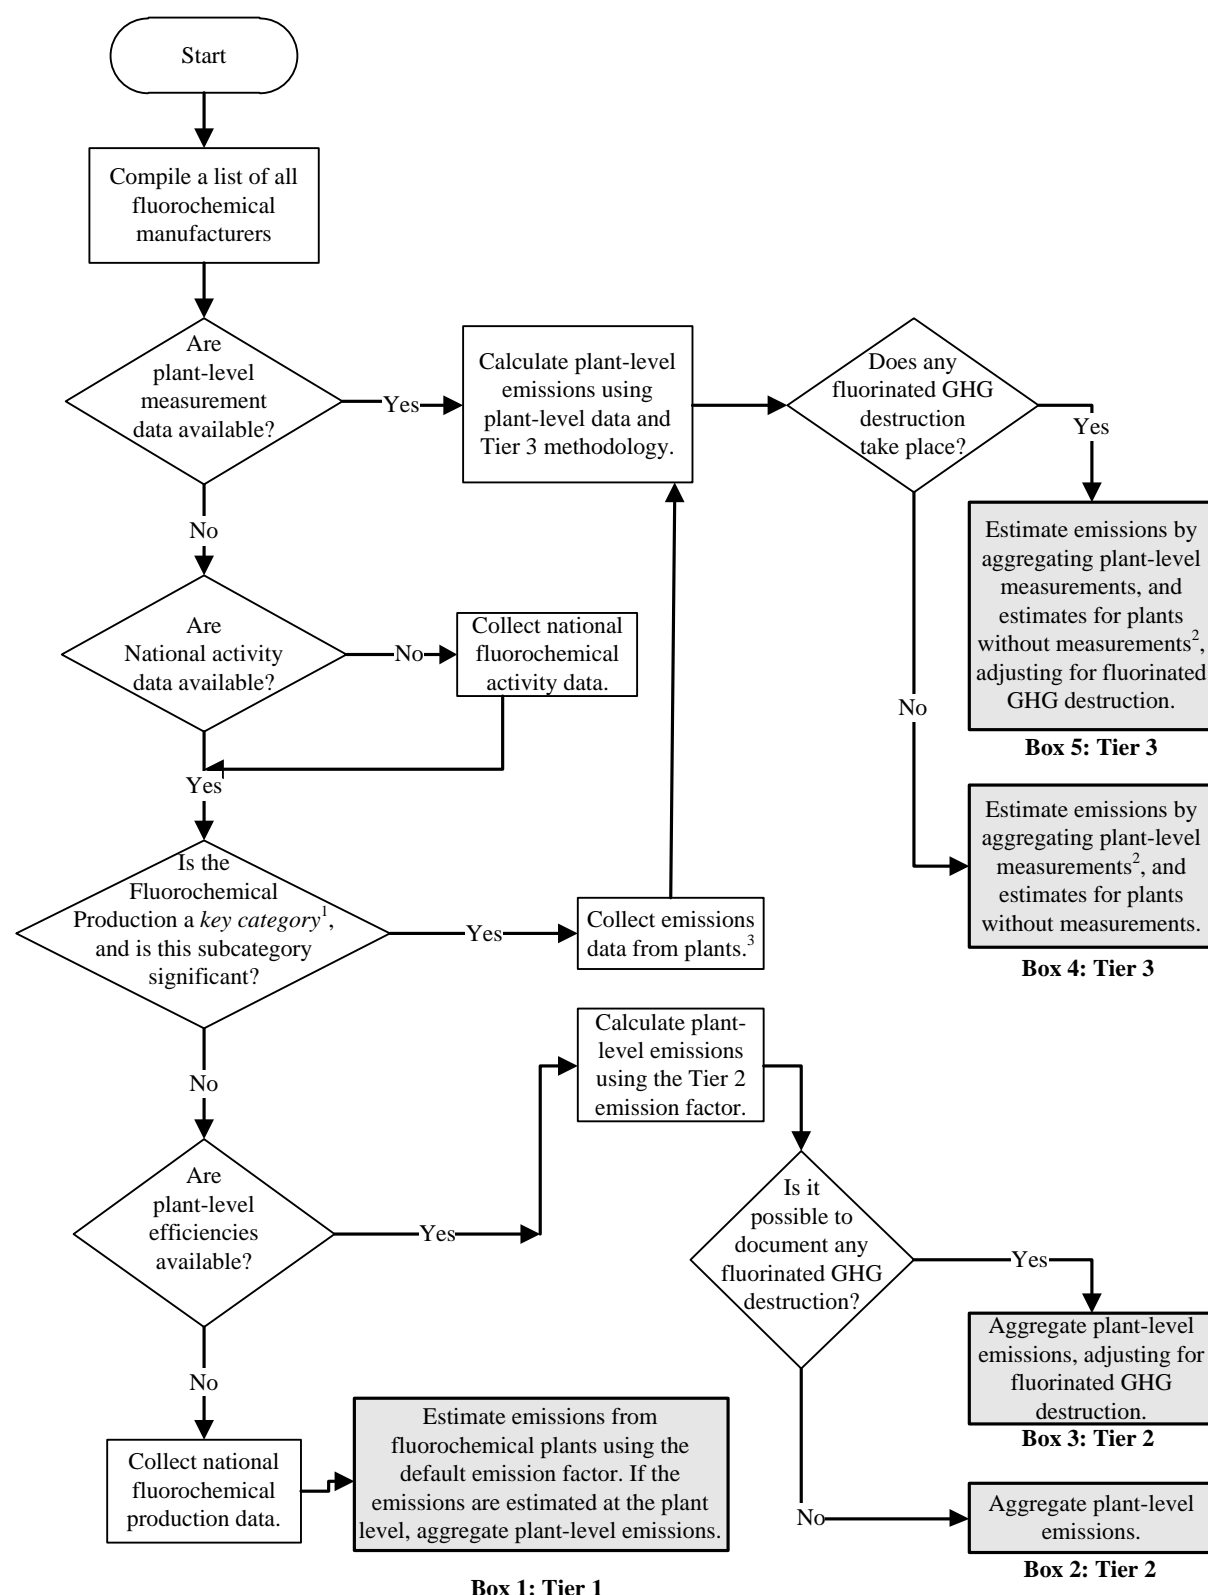 Start
Compile a list of all
fluorochemical
manufacturers
Are
plant-level
measurement
data available?
Yes
Calculate plant-level
emissions using
plant-level data and
Tier 3 methodology.
Does any
fluorinated GHG
destruction
take place?
Yes
No
Estimate emissions by
aggregating plant-level
measurements, and
estimates for plants
without measurements², 
adjusting for fluorinated
GHG destruction.
Box 5: Tier 3
No
Are
National activity
data available?
No
Collect national
fluorochemical
activity data.
Yes
Estimate emissions by
aggregating plant-level
measurements², and
estimates for plants
without measurements.
Box 4: Tier 3
Is the
Fluorochemical
Production a key category¹,
and is this subcategory
significant?
Yes
Collect emissions
data from plants.³
No
Calculate plant-
level emissions
using the Tier 2
emission factor.
Are
plant-level
efficiencies
available?
Yes
Is it
possible to
document any
fluorinated GHG
destruction?
Yes
Aggregate plant-level
emissions, adjusting for
fluorinated GHG
destruction.
Box 3: Tier 2
No
Collect national
fluorochemical
production data.
Estimate emissions from
fluorochemical plants using the
default emission factor. If the
emissions are estimated at the plant
level, aggregate plant-level emissions.
Box 1: Tier 1
No
Aggregate plant-level
emissions.
Box 2: Tier 2